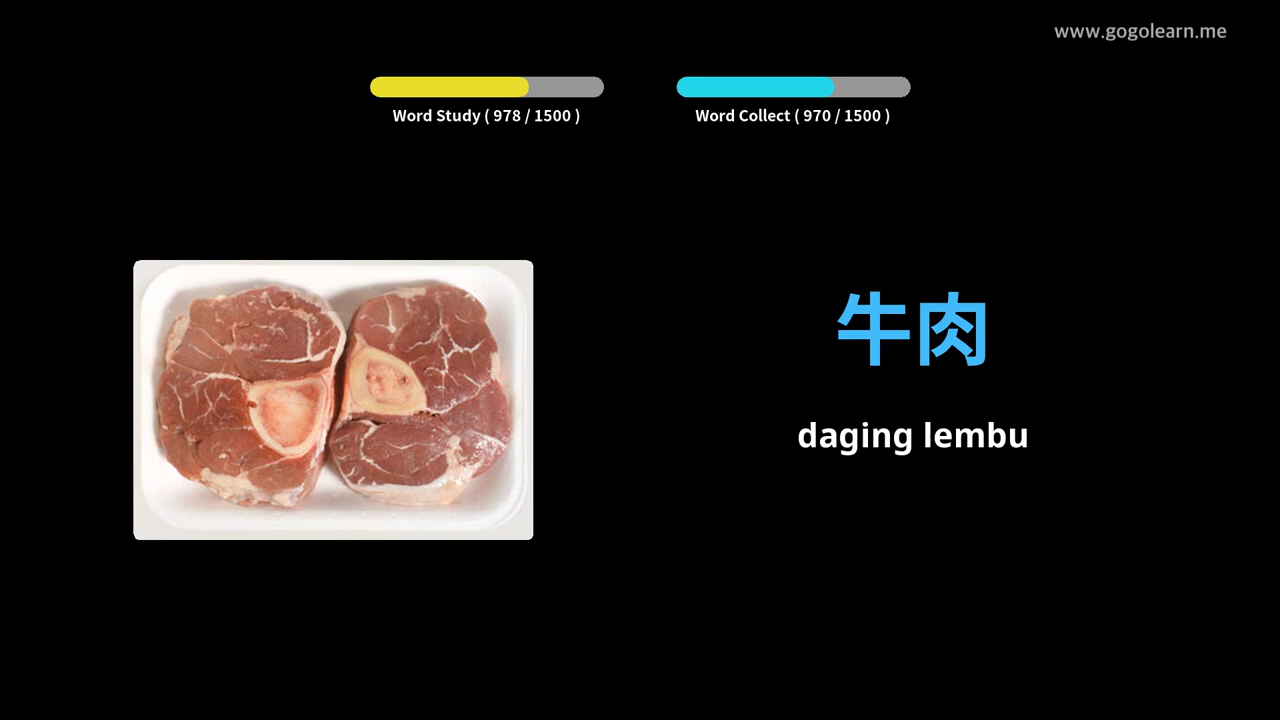 www.gogolearn.me
Word Study ( 978 / 1500 )
Word Collect ( 970 / 1500 )
牛肉
daging lembu